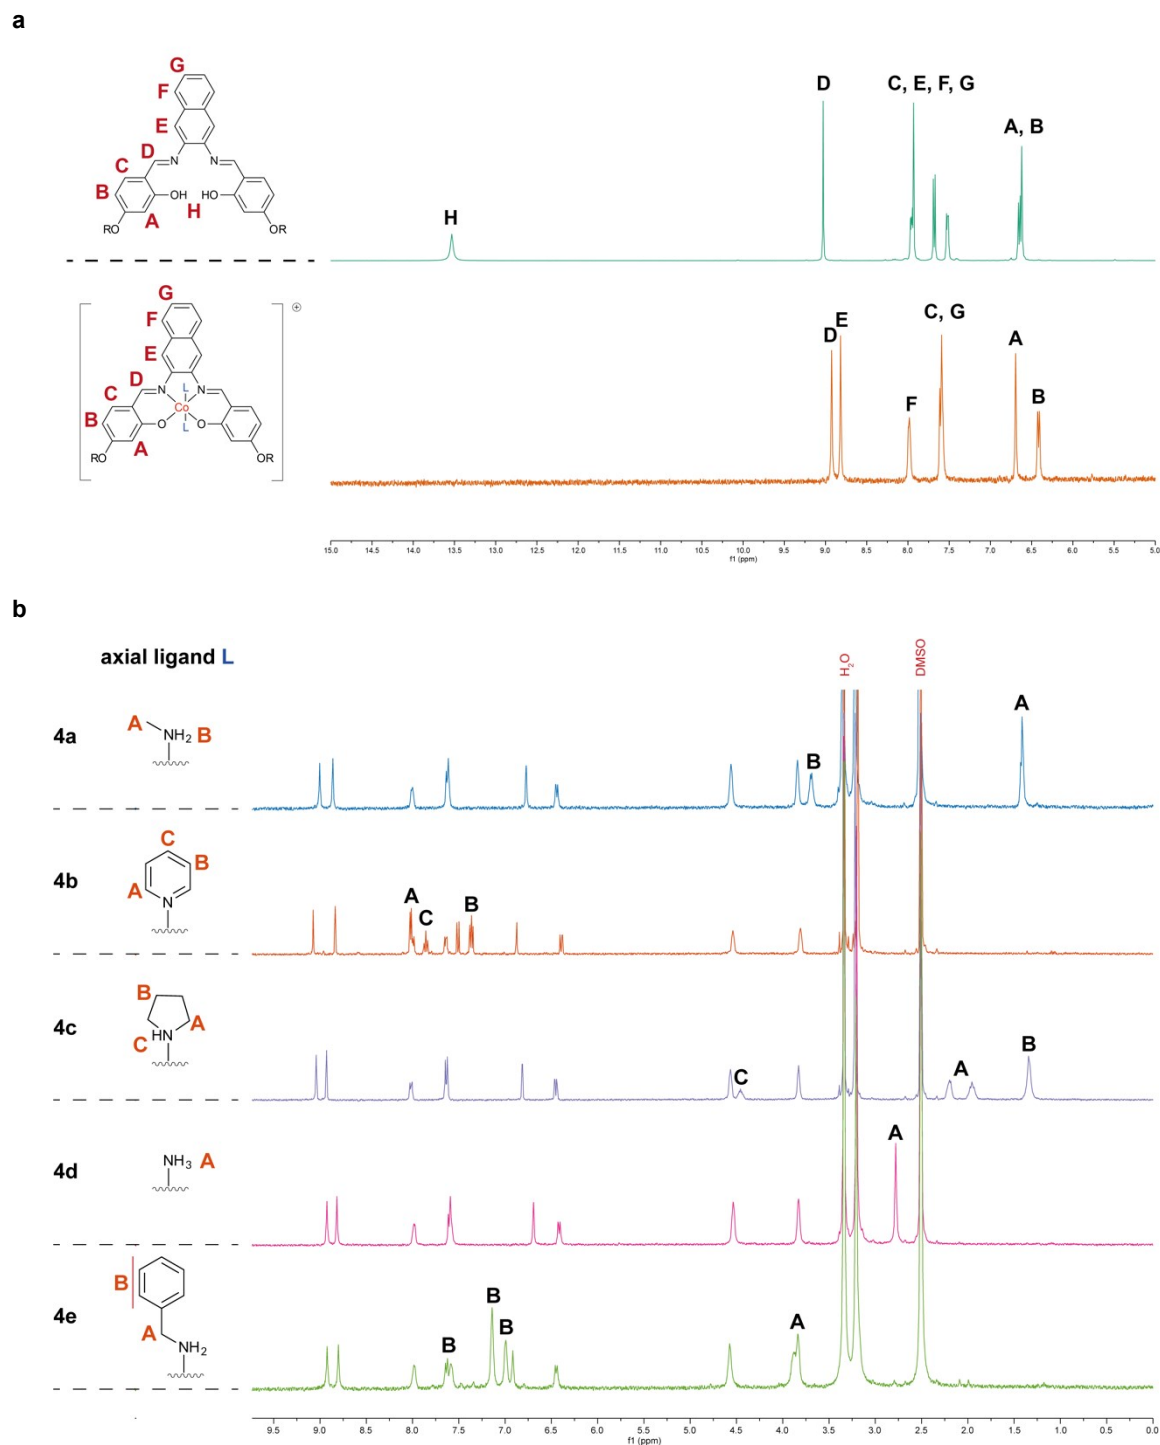 a
G
F
E
D
N
N
C
B
OH
HO
A
H
RO
OR
D
C, E, F, G
A, B
H
G
F
E
D
N
L
N
C
Co
B
O
L
O
A
RO
OR
⊕
D
E
C, G
F
A
B
15.0 14.5 14.0 13.5 13.0 12.5 12.0 11.5 11.0 10.5 10.0 9.5 9.0 8.5 8.0 7.5 7.0 6.5 6.0 5.5 5.0
f1 (ppm)
b
axial ligand L
H₂O
DMSO
4a
A
NH₂ B
B
A
4b
C
B
A
N
A
C
B
4c
B
A
HN
C
C
A
B
4d
NH₃ A
A
4e
B
A
NH₂
B
B
B
A
9.5 9.0 8.5 8.0 7.5 7.0 6.5 6.0 5.5 5.0 4.5 4.0 3.5 3.0 2.5 2.0 1.5 1.0 0.5 0.0
f1 (ppm)